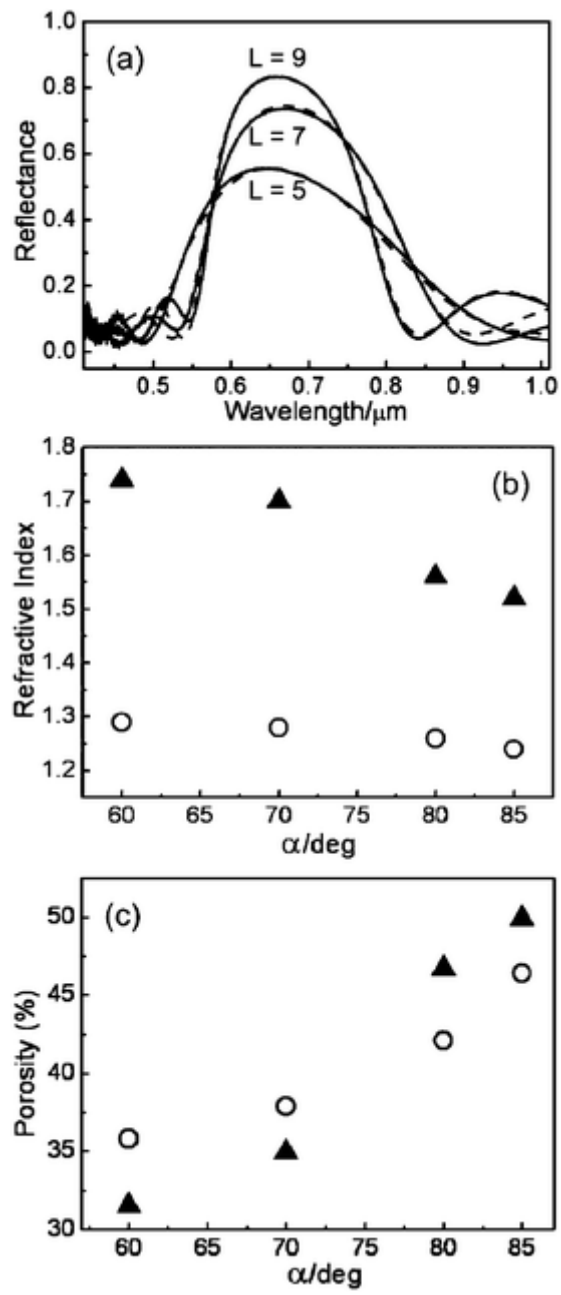 (a)
L = 9
L = 7
L = 5
Reflectance
1.0
0.8
0.6
0.4
0.2
0.0
0.5 0.6 0.7 0.8 0.9 1.0
Wavelength/μm
(b)
Refractive Index
1.8
1.7
1.6
1.5
1.4
1.3
1.2
60 65 70 75 80 85
α/deg
(c)
Porosity (%)
50
45
40
35
30
60 65 70 75 80 85
α/deg